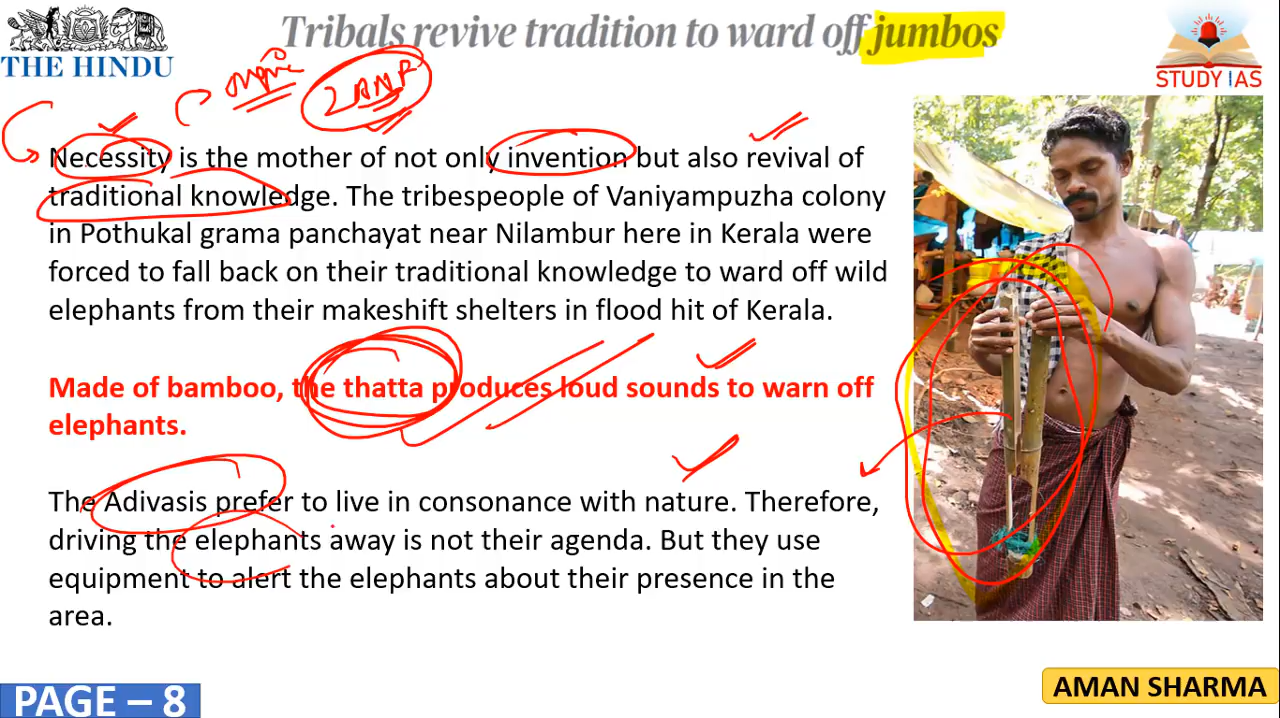 Tribals revive tradition to ward off jumbos
THE HINDU
STUDY IAS
Necessity is the mother of not only invention but also revival of
traditional knowledge. The tribespeople of Vaniyampuzha colony
in Pothukal grama panchayat near Nilambur here in Kerala were
forced to fall back on their traditional knowledge to ward off wild
elephants from their makeshift shelters in flood hit of Kerala.
Made of bamboo, the thatta produces loud sounds to warn off
elephants.
The Adivasis prefer to live in consonance with nature. Therefore,
driving the elephants away is not their agenda. But they use
equipment to alert the elephants about their presence in the
area.
PAGE – 8
AMAN SHARMA